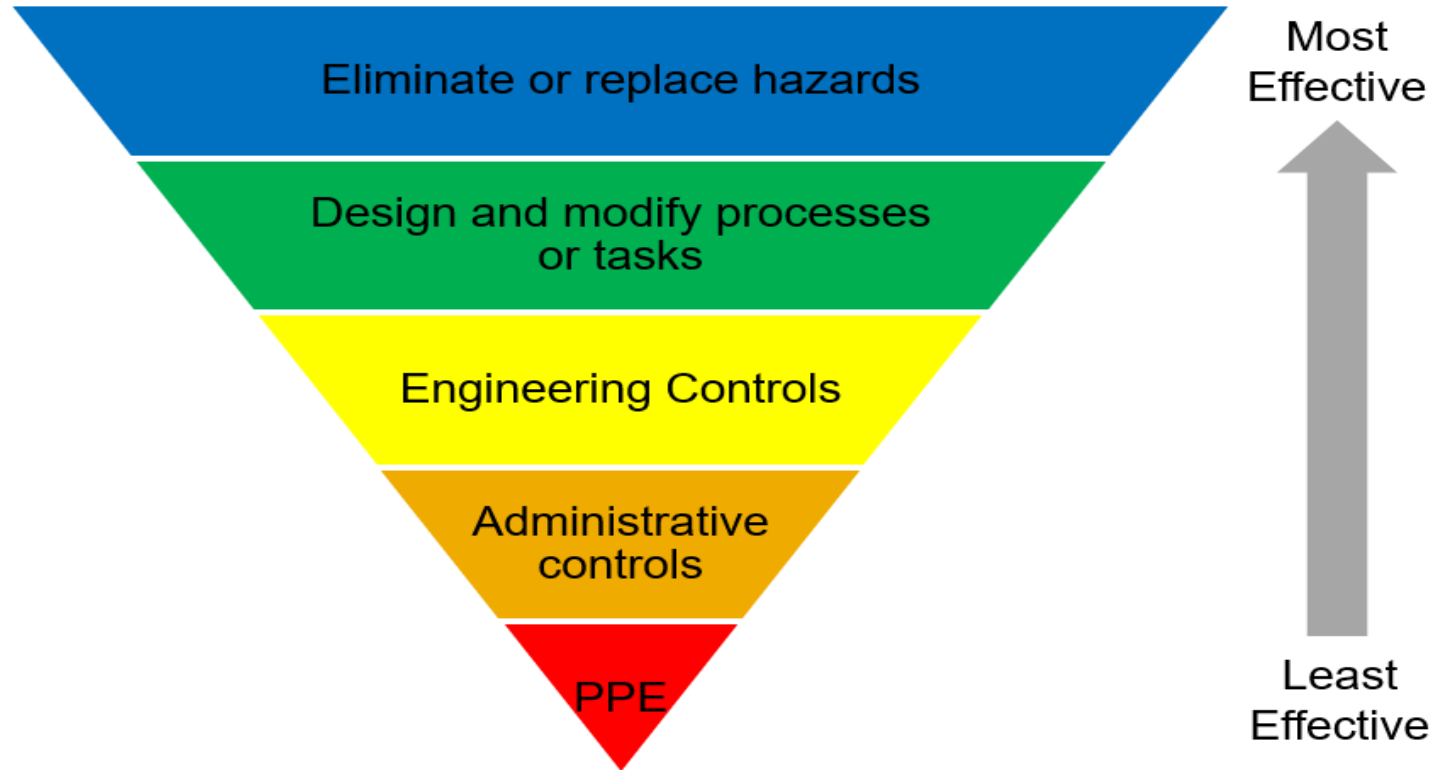 Most
Effective
Eliminate or replace hazards
Design and modify processes
or tasks
Engineering Controls
Administrative
controls
PPE
Least
Effective